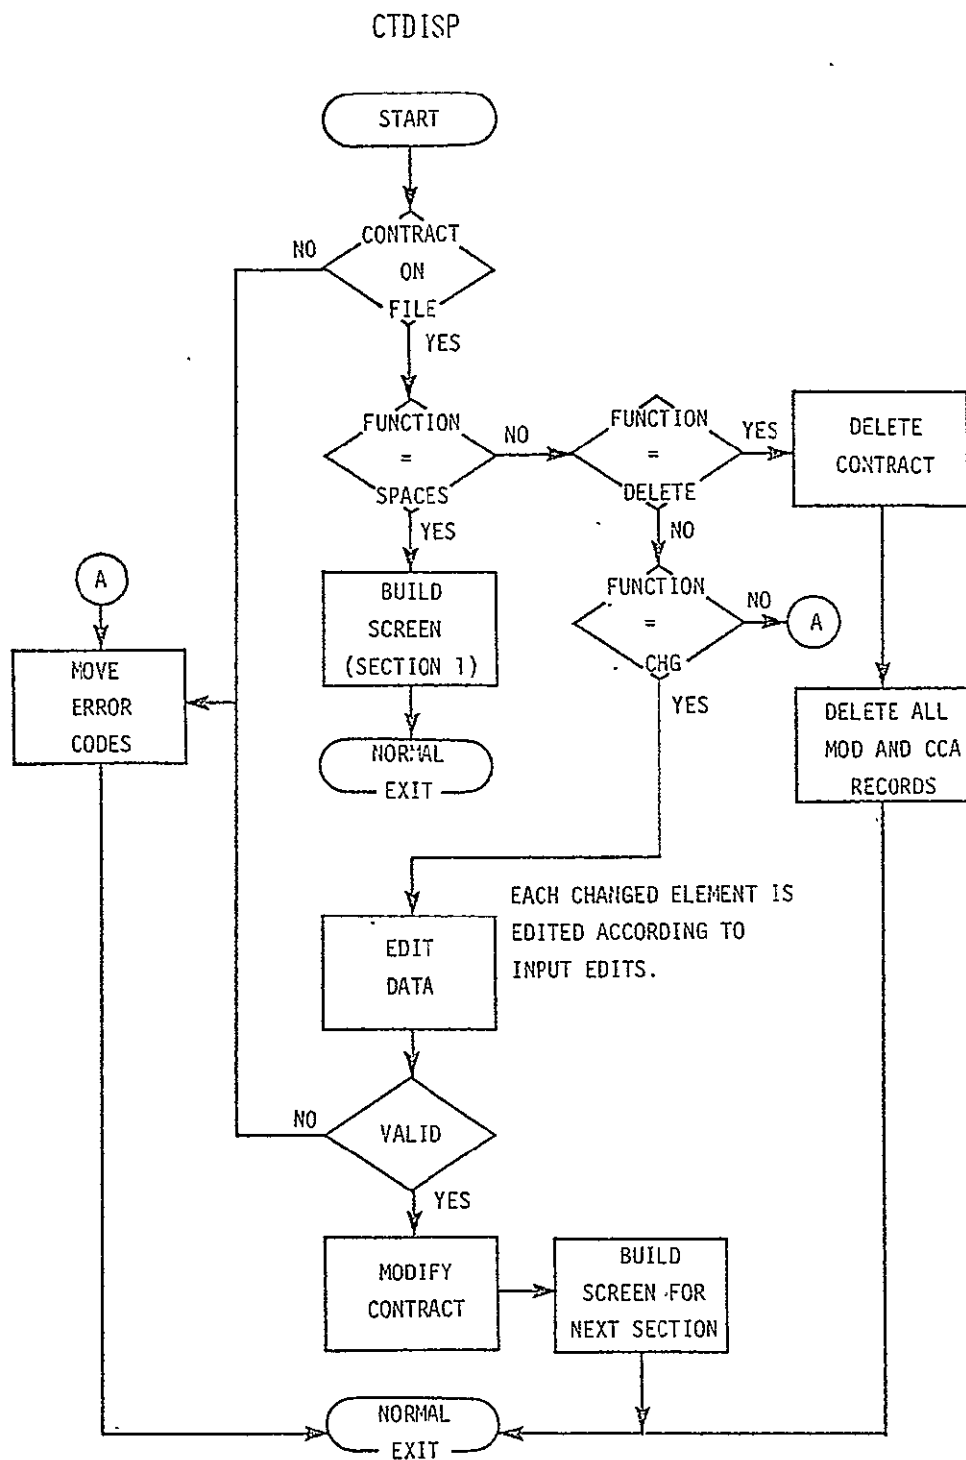 CTDISP
START
CONTRACT
ON
FILE
NO
YES
FUNCTION
=
SPACES
NO
FUNCTION
=
DELETE
YES
DELETE
CONTRACT
YES
NO
A
BUILD
SCREEN
(SECTION 1)
FUNCTION
=
CHG
NO
A
YES
MOVE
ERROR
CODES
NORMAL
EXIT
DELETE ALL
MOD AND CCA
RECORDS
EACH CHANGED ELEMENT IS
EDITED ACCORDING TO
INPUT EDITS.
EDIT
DATA
NO
VALID
YES
MODIFY
CONTRACT
BUILD
SCREEN FOR
NEXT SECTION
NORMAL
EXIT